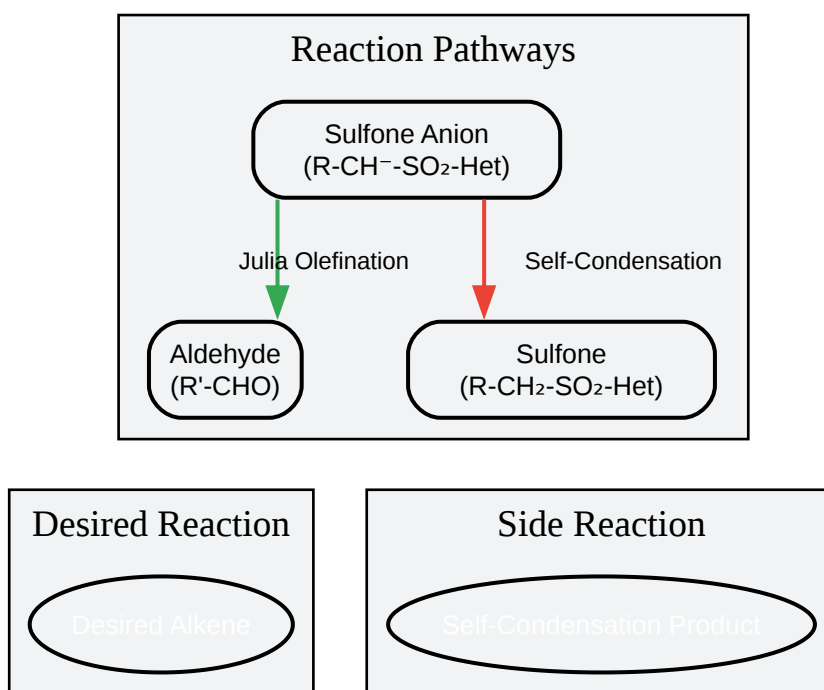 Reaction Pathways
Sulfone Anion
(R-CH⁻-SO₂-Het)
Julia Olefination
Self-Condensation
Aldehyde
(R'-CHO)
Sulfone
(R-CH₂-SO₂-Het)
Desired Reaction
Desired Alkene
Side Reaction
Self-Condensation Product